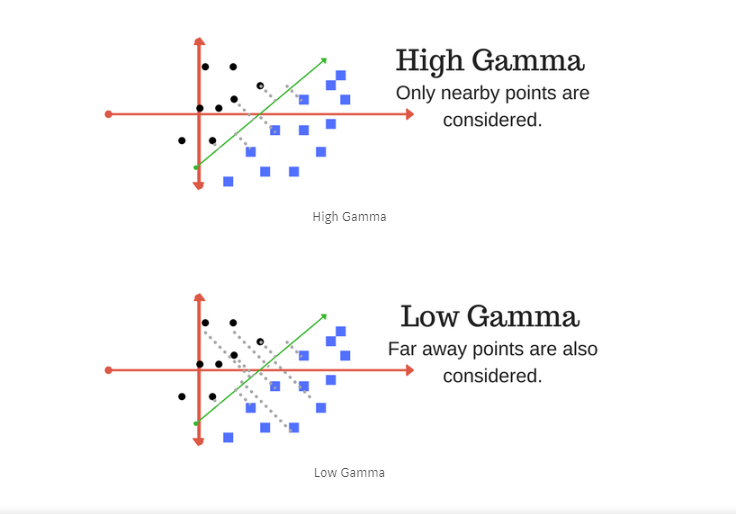 High Gamma
Only nearby points are
considered.
High Gamma
Low Gamma
Far away points are also
considered.
Low Gamma